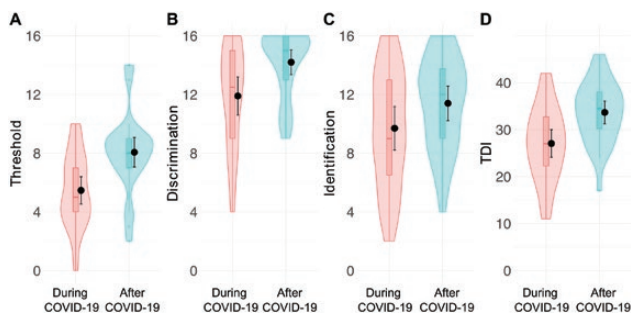 A
B
C
D
Threshold
12
8
4
0
During
COVID-19
After
COVID-19
Discrimination
16
12
8
4
0
During
COVID-19
After
COVID-19
Identification
16
12
8
4
0
During
COVID-19
After
COVID-19
TDI
40
30
20
10
0
During
COVID-19
After
COVID-19